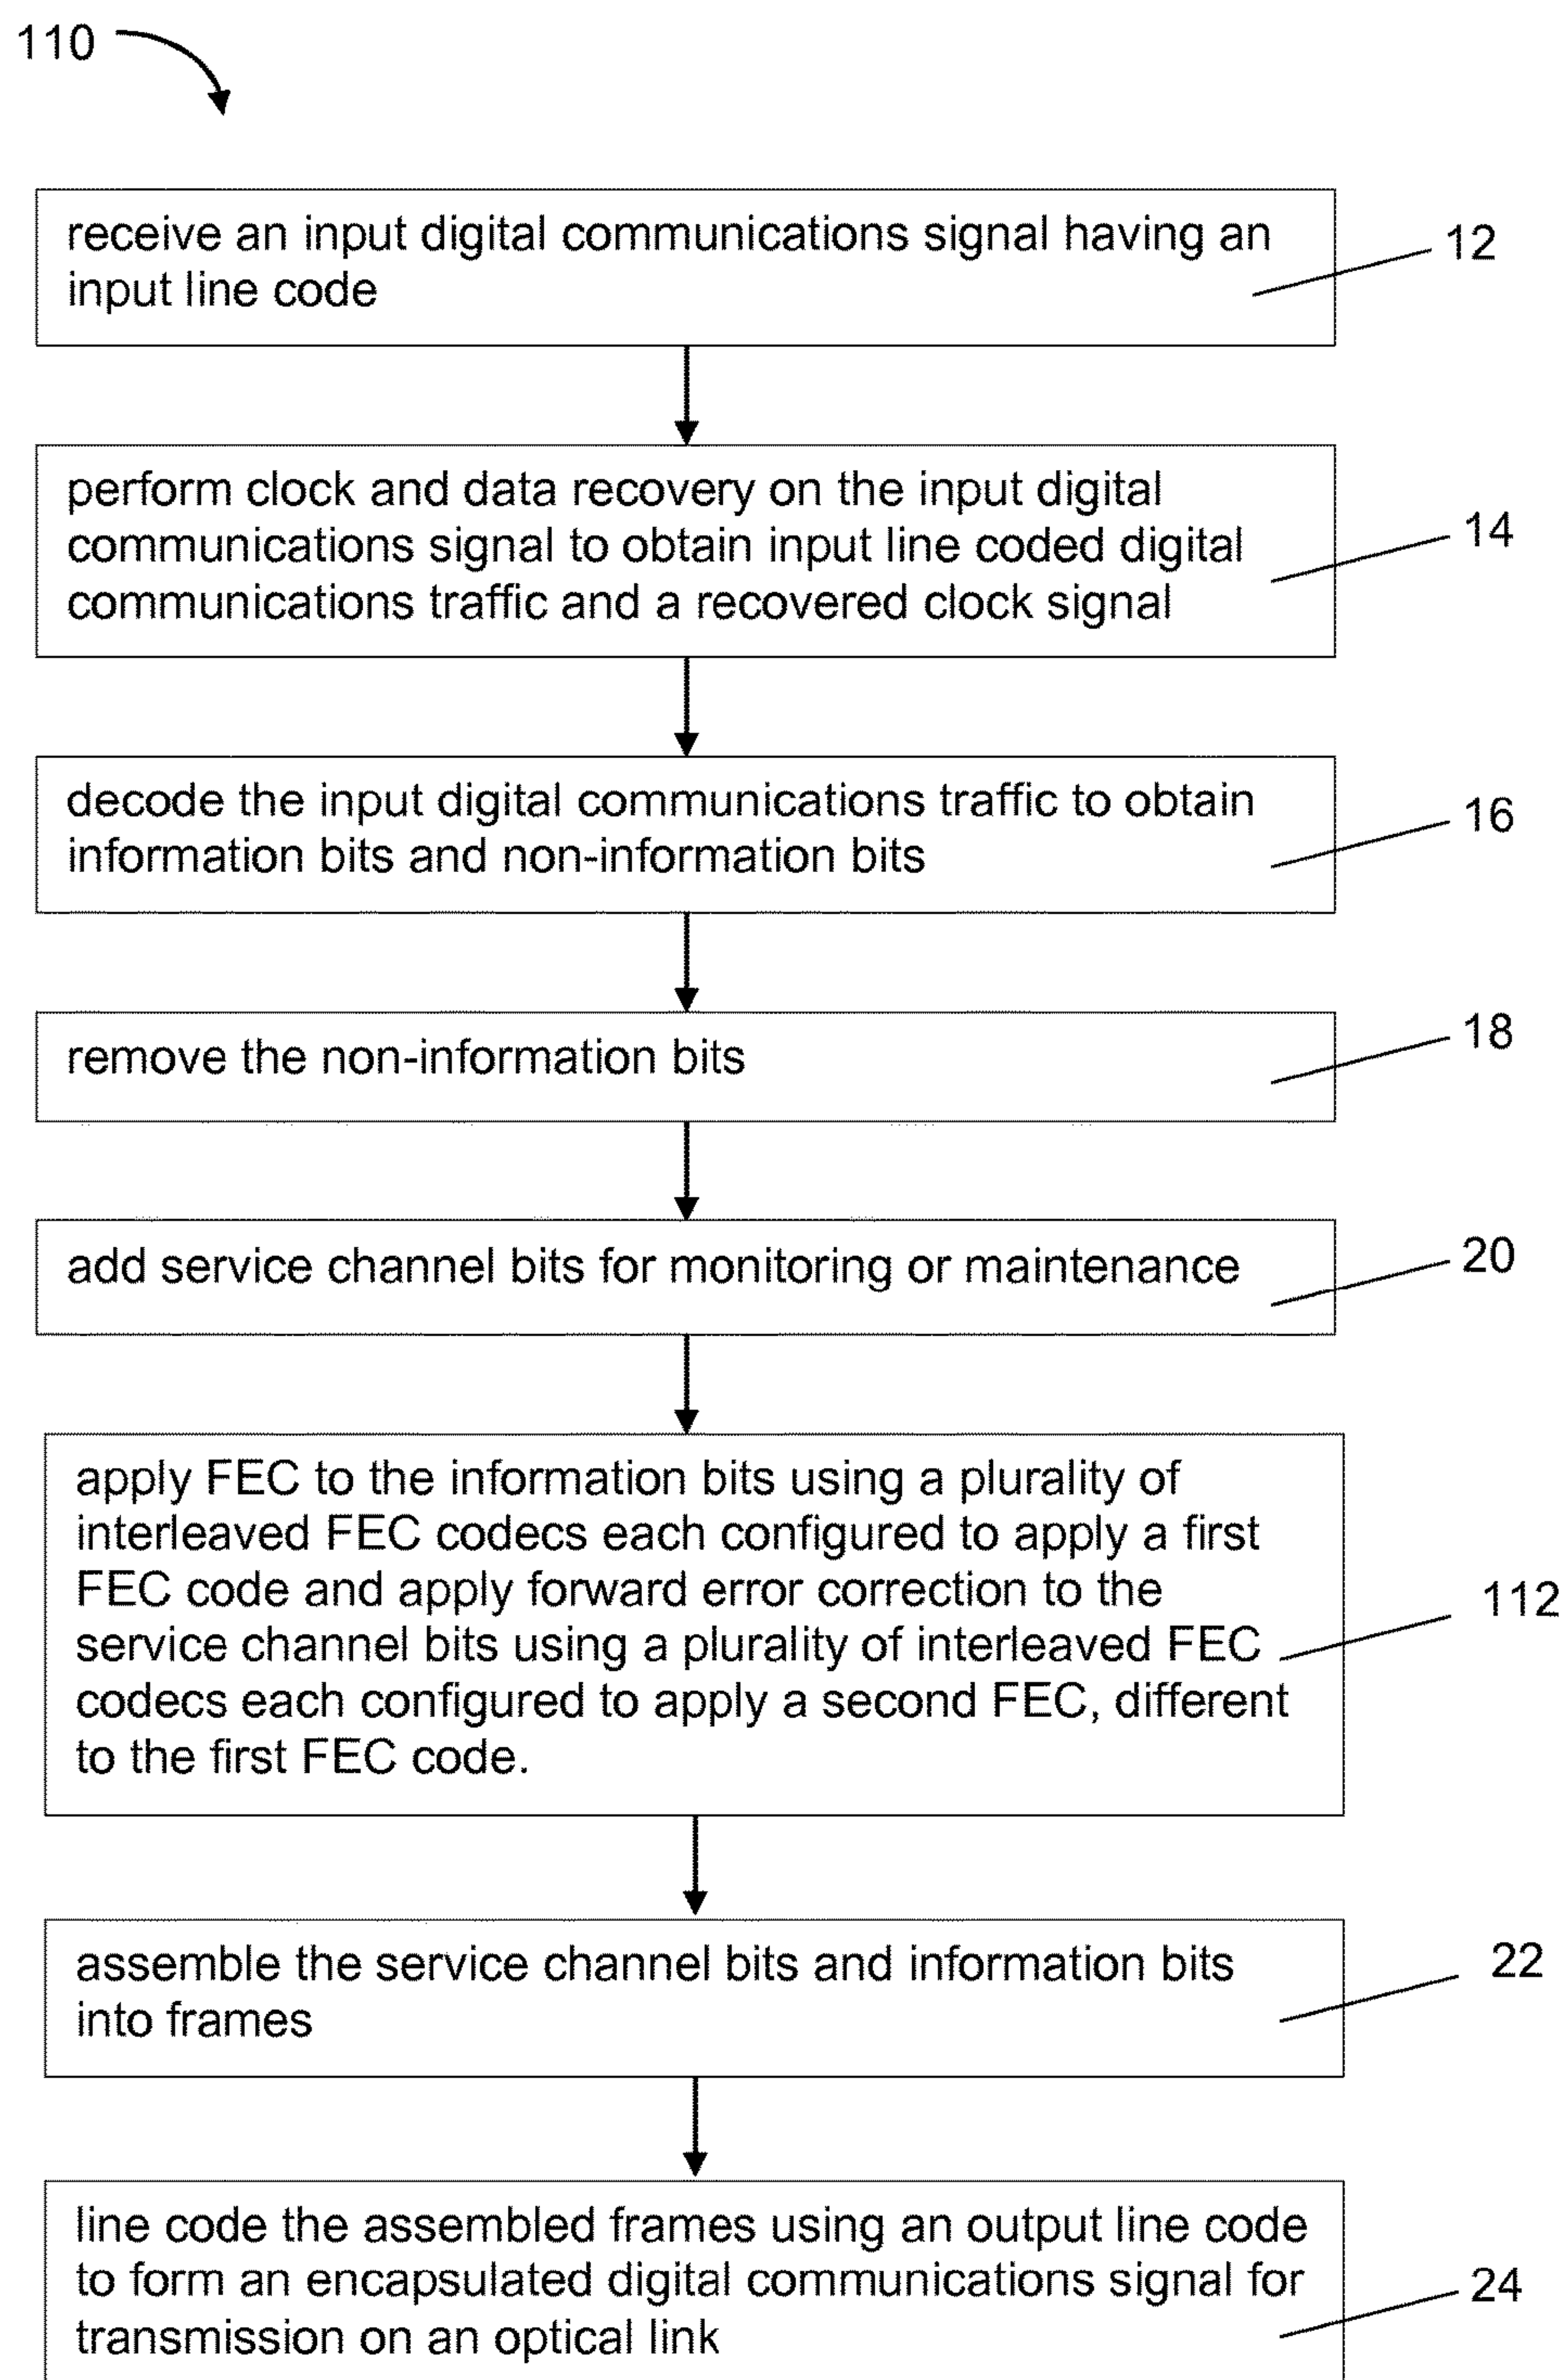 110
receive an input digital communications signal having an
input line code
12
perform clock and data recovery on the input digital
communications signal to obtain input line coded digital
communications traffic and a recovered clock signal
14
decode the input digital communications traffic to obtain
information bits and non-information bits
16
remove the non-information bits
18
add service channel bits for monitoring or maintenance
20
apply FEC to the information bits using a plurality of
interleaved FEC codecs each configured to apply a first
FEC code and apply forward error correction to the
service channel bits using a plurality of interleaved FEC
codecs each configured to apply a second FEC, different
to the first FEC code.
112
assemble the service channel bits and information bits
into frames
22
line code the assembled frames using an output line code
to form an encapsulated digital communications signal for
transmission on an optical link
24